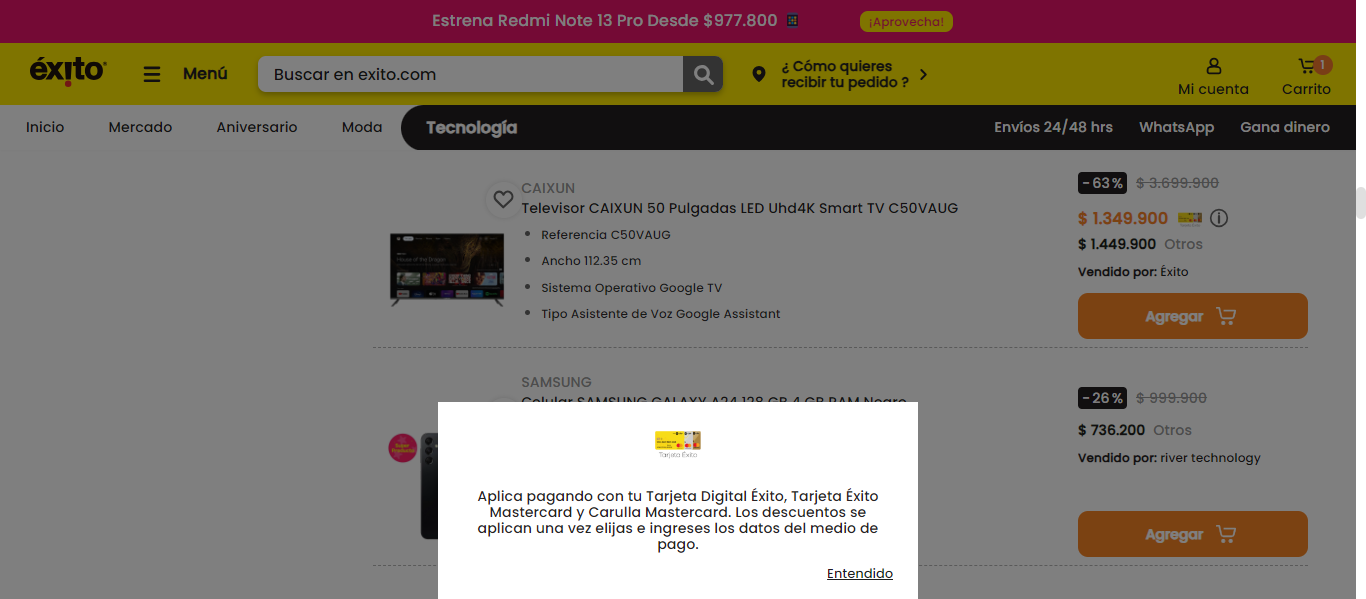 Estrena Redmi Note 13 Pro Desde $977.800
¡Aprovecha!
éxito
Menú
Buscar en exito.com
¿ Cómo quieres
recibir tu pedido ?
1
Mi cuenta
Carrito
Inicio
Mercado
Aniversario
Moda
Tecnología
Envíos 24/48 hrs
WhatsApp
Gana dinero
CAIXUN
Televisor CAIXUN 50 Pulgadas LED Uhd4K Smart TV C50VAUG
Referencia C50VAUG
Ancho 112.35 cm
Sistema Operativo Google TV
Tipo Asistente de Voz Google Assistant
-63%
$ 3.699.900
$ 1.349.900
$ 1.449.900 Otros
Vendido por: Éxito
Agregar
SAMSUNG
Celular SAMSUNG GALAXY A24 128 GB 4 GB RAM Negro
-26%
$ 999.900
$ 736.200 Otros
Vendido por: river technology
Agregar
Tarjeta Éxito
Aplica pagando con tu Tarjeta Digital Éxito, Tarjeta Éxito
Mastercard y Carulla Mastercard. Los descuentos se
aplican una vez elijas e ingreses los datos del medio de
pago.
Entendido